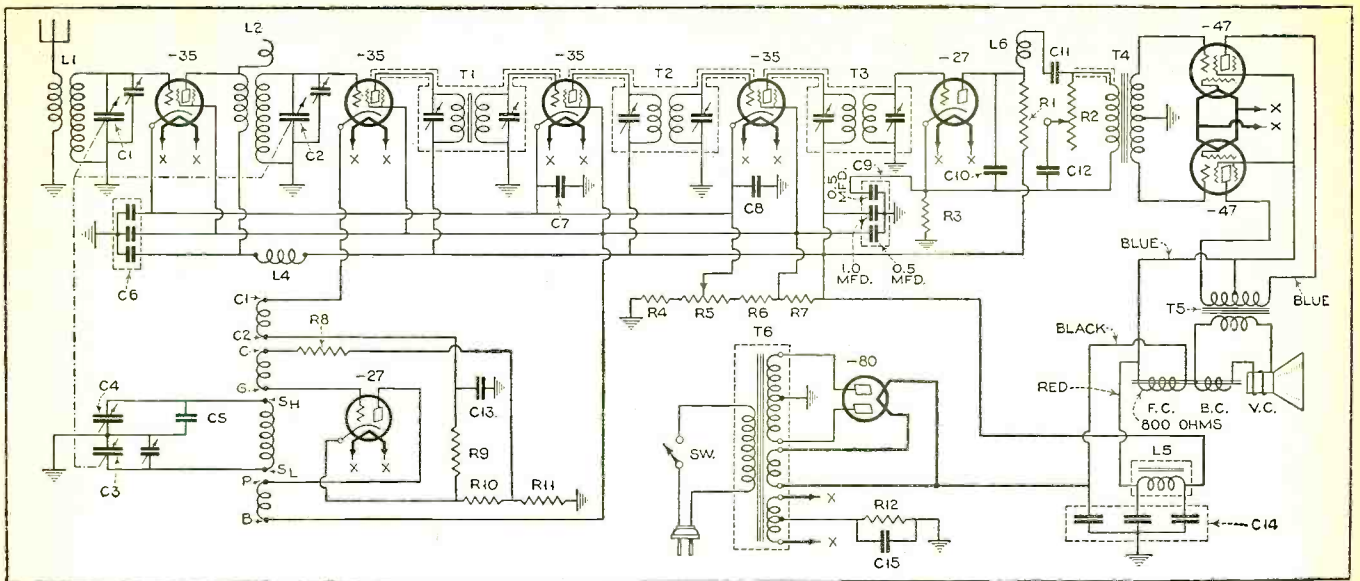 L1
L2
-35
-35
-35
-35
-27
-47
T1
T2
T3
L6
C11
T4
R1
R2
C1
C2
X X
X X
X X
X X
X X
X
X
C10
C12
-47
C9
0.5 MFD.
C7
C8
R3
1.0 MFD.
0.5 MFD.
C6
L4
BLUE
BLUE
T5
C1
C2
C
G
SH
SL
P
B
R8
R4
R5
R6
R7
T6
BLACK
RED
C4
C5
C3
-27
X X
C13.
R9
R10
R11
SW.
-80
X
X
R12
C15
F.C.
B.C.
V.C.
800 OHMS
L5
C14